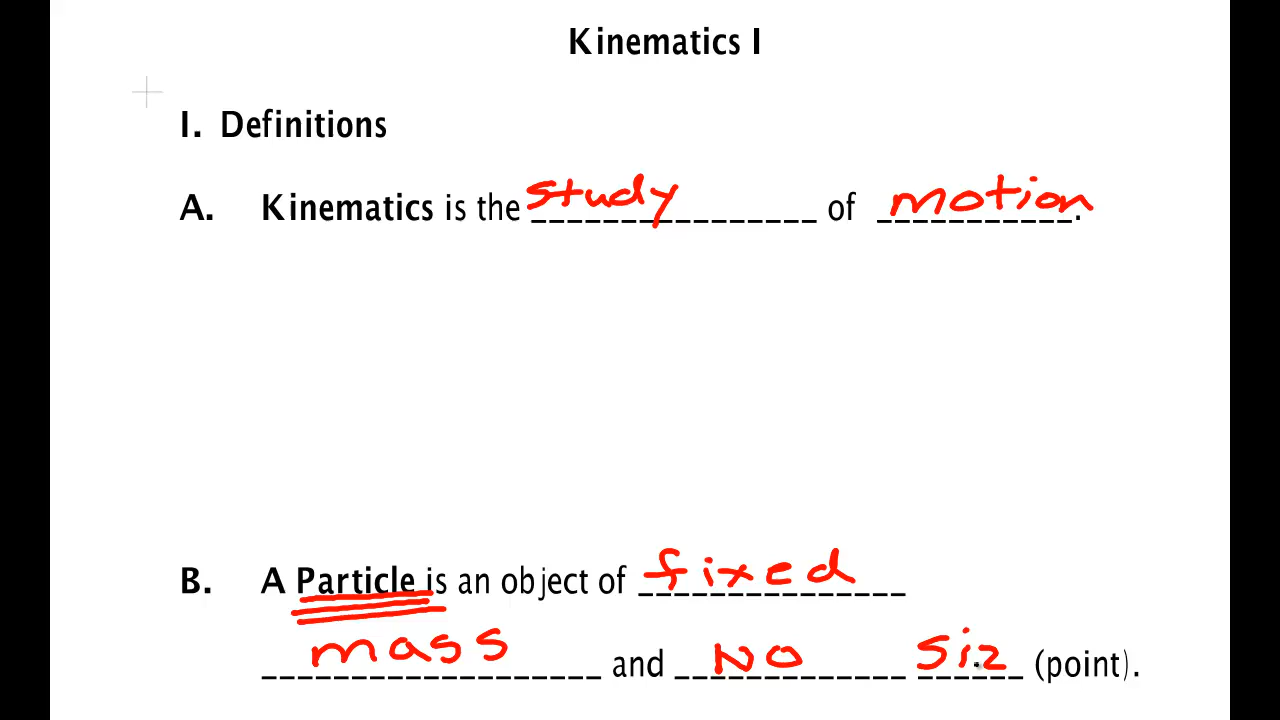 Kinematics I
I. Definitions
A. Kinematics is the study of motion.
B. A Particle is an object of fixed
mass and NO Siz (point).